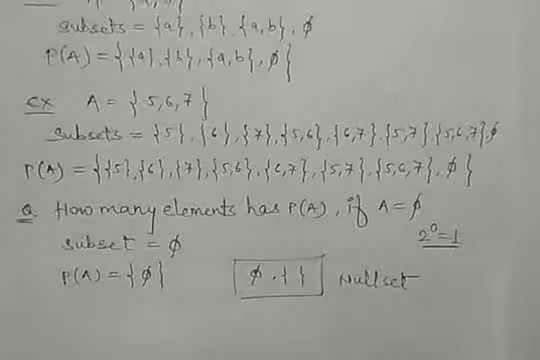 subsets = {a}, {b}, {a,b}, ϕ
P(A) = {{a}, {b}, {a,b}, ϕ}
Ex A = {5,6,7}
subsets = {5}, {6}, {7}, {5,6}, {6,7}, {5,7}, {5,6,7}, ϕ
P(A) = {{5}, {6}, {7}, {5,6}, {6,7}, {5,7}, {5,6,7}, ϕ}
Q. How many elements has P(A), if A = ϕ
subset = ϕ 2⁰=1
P(A) = {ϕ} ϕ, { } Nullset